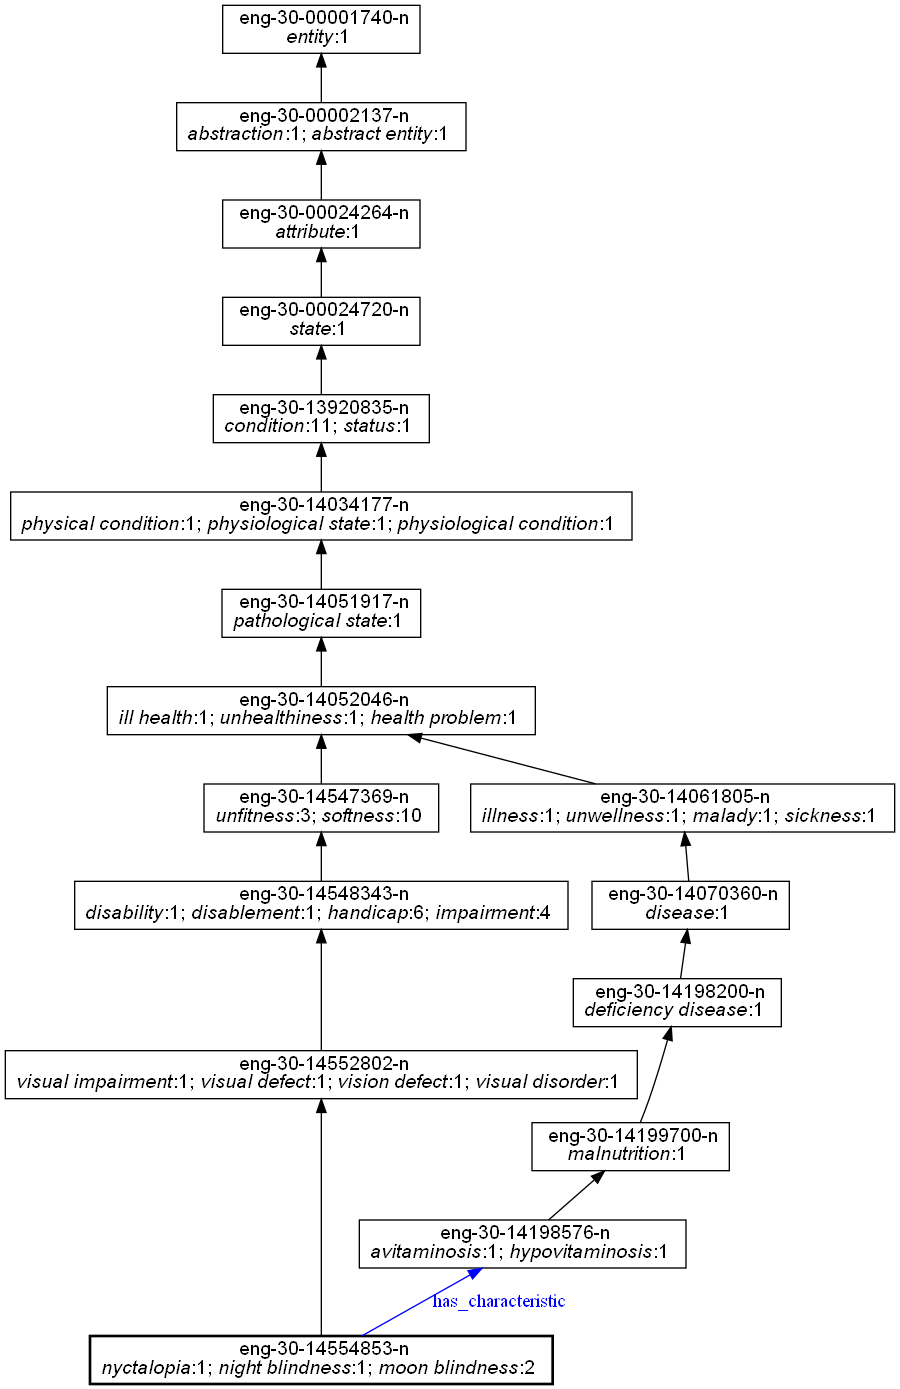 eng-30-00001740-n
entity:1
eng-30-00002137-n
abstraction:1; abstract entity:1
eng-30-00024264-n
attribute:1
eng-30-00024720-n
state:1
eng-30-13920835-n
condition:11; status:1
eng-30-14034177-n
physical condition:1; physiological state:1; physiological condition:1
eng-30-14051917-n
pathological state:1
eng-30-14052046-n
ill health:1; unhealthiness:1; health problem:1
eng-30-14547369-n
unfitness:3; softness:10
eng-30-14061805-n
illness:1; unwellness:1; malady:1; sickness:1
eng-30-14548343-n
disability:1; disablement:1; handicap:6; impairment:4
eng-30-14070360-n
disease:1
eng-30-14198200-n
deficiency disease:1
eng-30-14552802-n
visual impairment:1; visual defect:1; vision defect:1; visual disorder:1
eng-30-14199700-n
malnutrition:1
eng-30-14198576-n
avitaminosis:1; hypovitaminosis:1
has_characteristic
eng-30-14554853-n
nyctalopia:1; night blindness:1; moon blindness:2